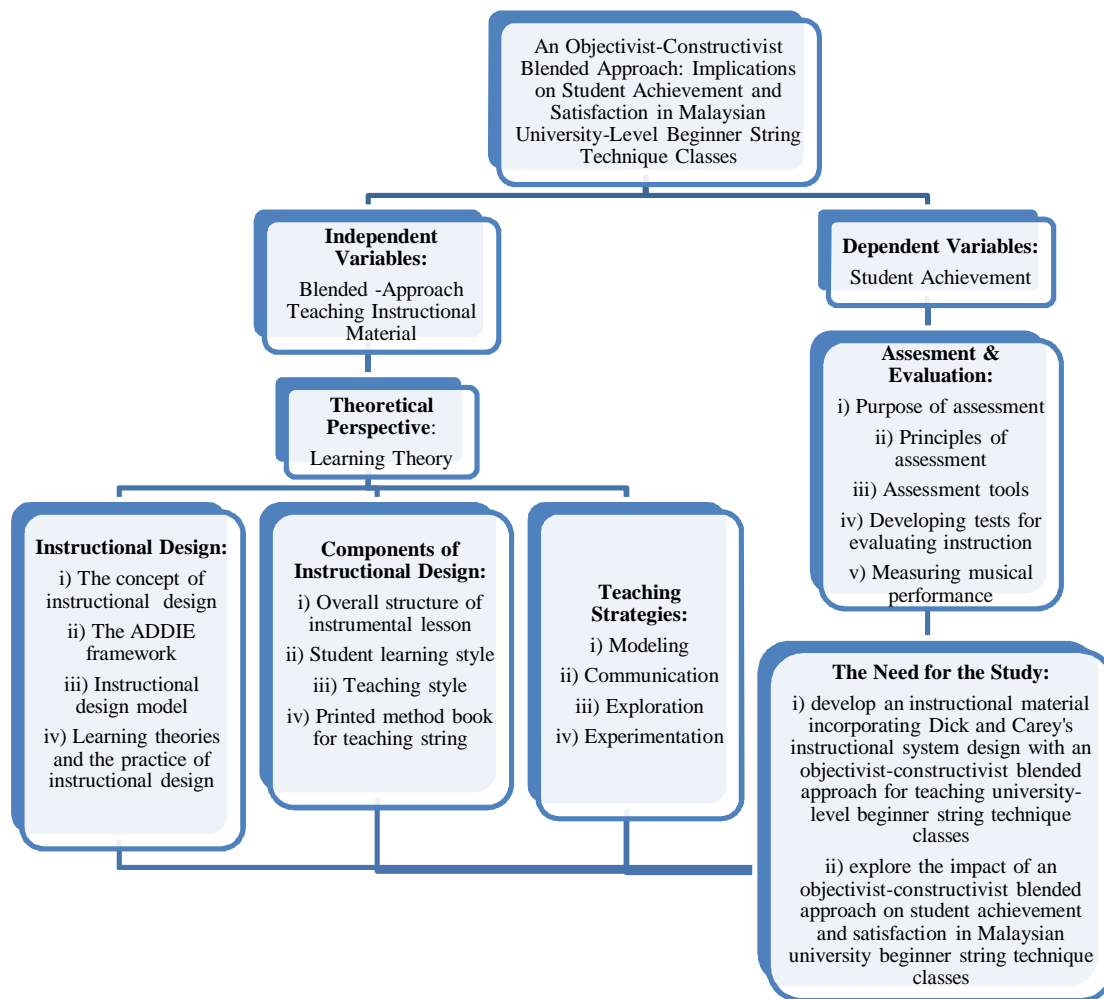 An Objectivist-Constructivist
Blended Approach: Implications
on Student Achievement and
Satisfaction in Malaysian
University-Level Beginner String
Technique Classes
Independent
Variables:
Blended -Approach
Teaching Instructional
Material
Dependent Variables:
Student Achievement
Theoretical
Perspective:
Learning Theory
Assesment &
Evaluation:
i) Purpose of assessment
ii) Principles of
assessment
iii) Assessment tools
iv) Developing tests for
evaluating instruction
v) Measuring musical
performance
Instructional Design:
i) The concept of
instructional design
ii) The ADDIE
framework
iii) Instructional
design model
iv) Learning theories
and the practice of
instructional design
Components of
Instructional Design:
i) Overall structure of
instrumental lesson
ii) Student learning style
iii) Teaching style
iv) Printed method book
for teaching string
Teaching
Strategies:
i) Modeling
ii) Communication
iii) Exploration
iv) Experimentation
The Need for the Study:
i) develop an instructional material
incorporating Dick and Carey's
instructional system design with an
objectivist-constructivist blended
approach for teaching university-
level beginner string technique
classes
ii) explore the impact of an
objectivist-constructivist blended
approach on student achievement
and satisfaction in Malaysian
university beginner string technique
classes